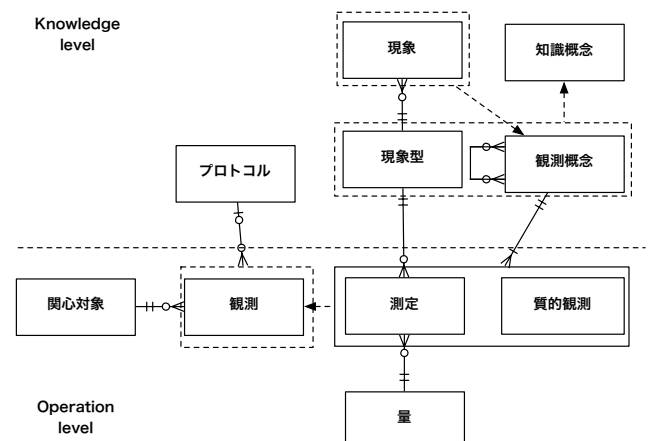 Knowledge
level
現象
知識概念
現象型
観測概念
プロトコル
関心対象
観測
測定
質的観測
Operation
level
量